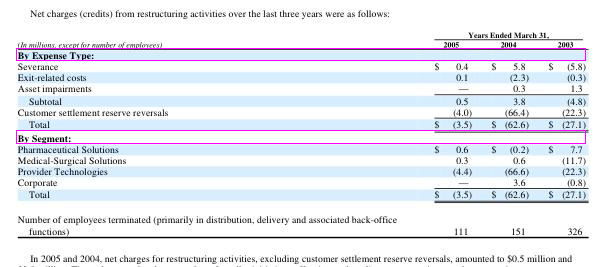 Net charges (credits) from restructuring activities over the last three years were as follows:
Years Ended March 31,
(In millions, except for number of employees) 2005 2004 2003
By Expense Type:
Severance $ 0.4 $ 5.8 $ (5.8)
Exit-related costs 0.1 (2.3) (0.3)
Asset impairments — 0.3 1.3
Subtotal 0.5 3.8 (4.8)
Customer settlement reserve reversals (4.0) (66.4) (22.3)
Total $ (3.5) $ (62.6) $ (27.1)
By Segment:
Pharmaceutical Solutions $ 0.6 $ (0.2) $ 7.7
Medical-Surgical Solutions 0.3 0.6 (11.7)
Provider Technologies (4.4) (66.6) (22.3)
Corporate — 3.6 (0.8)
Total $ (3.5) $ (62.6) $ (27.1)
Number of employees terminated (primarily in distribution, delivery and associated back-office
functions) 111 151 326
In 2005 and 2004, net charges for restructuring activities, excluding customer settlement reserve reversals, amounted to $0.5 million and